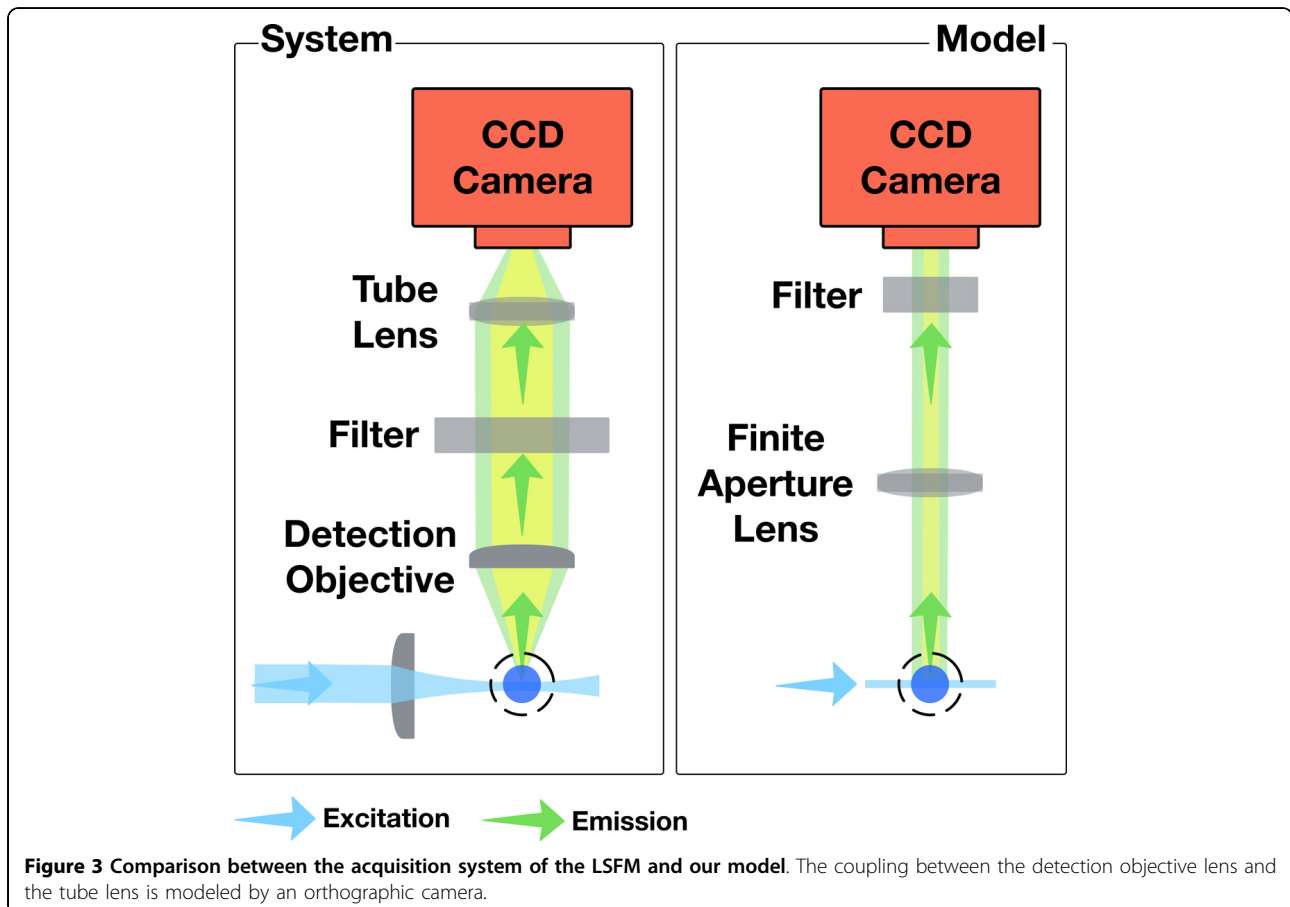 System
CCD
Camera
Tube
Lens
Filter
Detection
Objective
Model
CCD
Camera
Filter
Finite
Aperture
Lens
Excitation
Emission
Figure 3 Comparison between the acquisition system of the LSFM and our model. The coupling between the detection objective lens and
the tube lens is modeled by an orthographic camera.